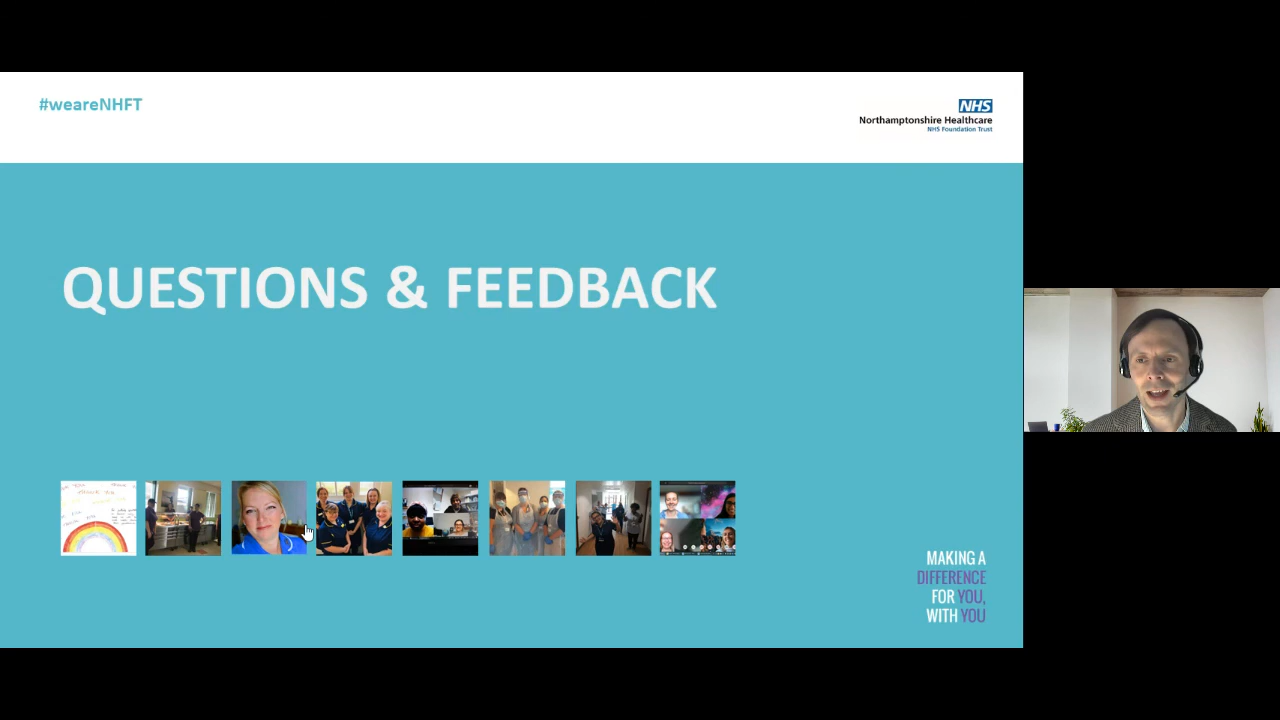 #weareNHFT
NHS
Northamptonshire Healthcare
NHS Foundation Trust
QUESTIONS & FEEDBACK
MAKING A
DIFFERENCE
FOR YOU,
WITH YOU